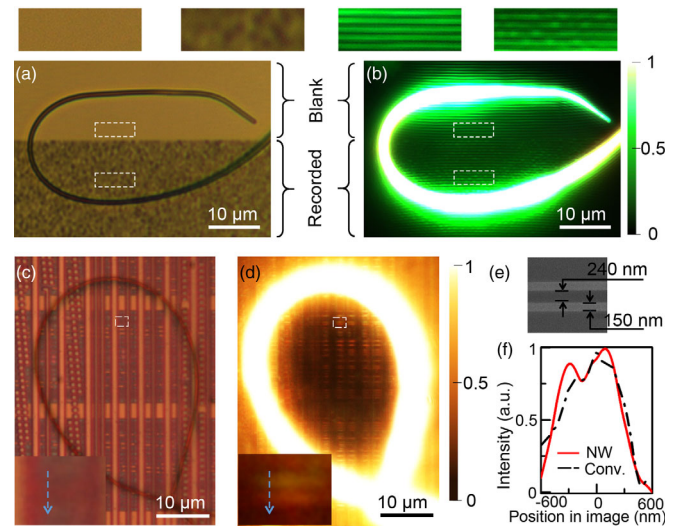 (a)
10 µm
Blank
Recorded
(b)
10 µm
1
0.5
0
(c)
10 µm
(d)
10 µm
1
0.5
0
(e)
240 nm
150 nm
(f)
Intensity (a.u.)
1
0.5
0
NW
Conv.
-600
0
600
Position in image (nm)